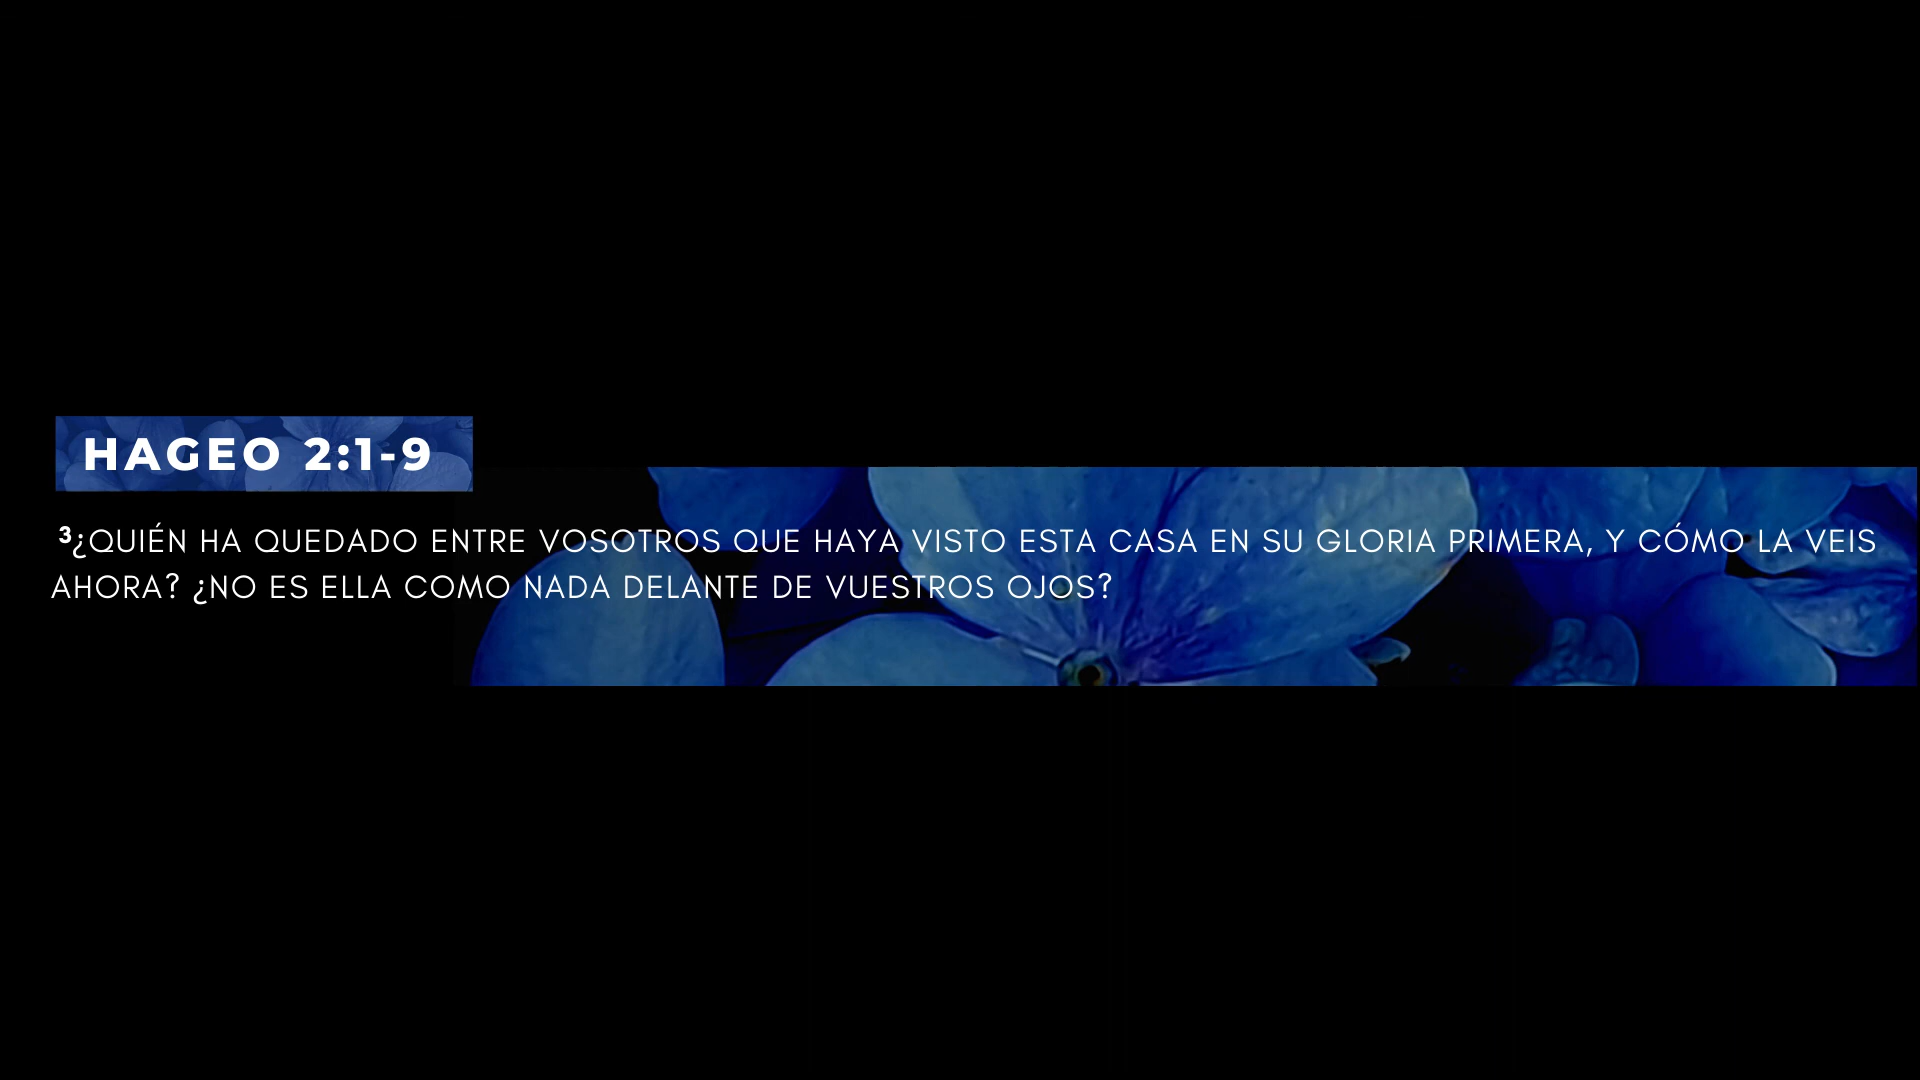 HAGEO 2:1-9
³¿QUIÉN HA QUEDADO ENTRE VOSOTROS QUE HAYA VISTO ESTA CASA EN SU GLORIA PRIMERA, Y CÓMO LA VEIS
AHORA? ¿NO ES ELLA COMO NADA DELANTE DE VUESTROS OJOS?